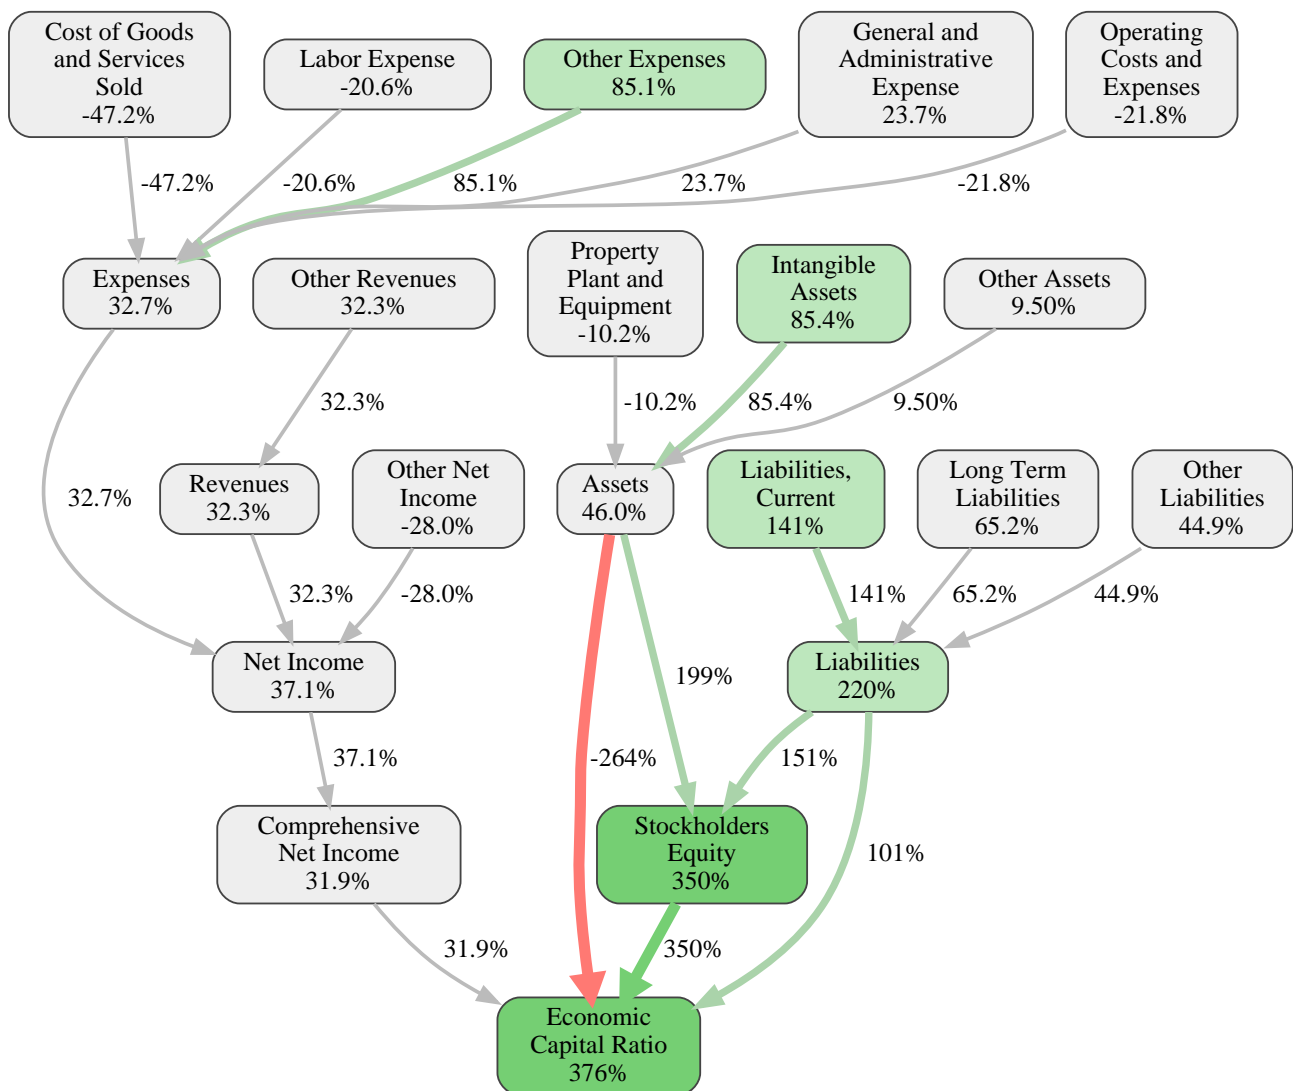 Cost of Goods
and Services
Sold
-47.2%
Labor Expense
-20.6%
Other Expenses
85.1%
General and
Administrative
Expense
23.7%
Operating
Costs and
Expenses
-21.8%
-47.2%
-20.6%
85.1%
23.7%
-21.8%
Expenses
32.7%
Other Revenues
32.3%
Property
Plant and
Equipment
-10.2%
Intangible
Assets
85.4%
Other Assets
9.50%
32.3%
-10.2%
85.4%
9.50%
32.7%
Revenues
32.3%
Other Net
Income
-28.0%
Assets
46.0%
Liabilities,
Current
141%
Long Term
Liabilities
65.2%
Other
Liabilities
44.9%
32.3%
-28.0%
141%
65.2%
44.9%
Net Income
37.1%
199%
Liabilities
220%
37.1%
-264%
151%
Comprehensive
Net Income
31.9%
Stockholders
Equity
350%
101%
31.9%
350%
Economic
Capital Ratio
376%